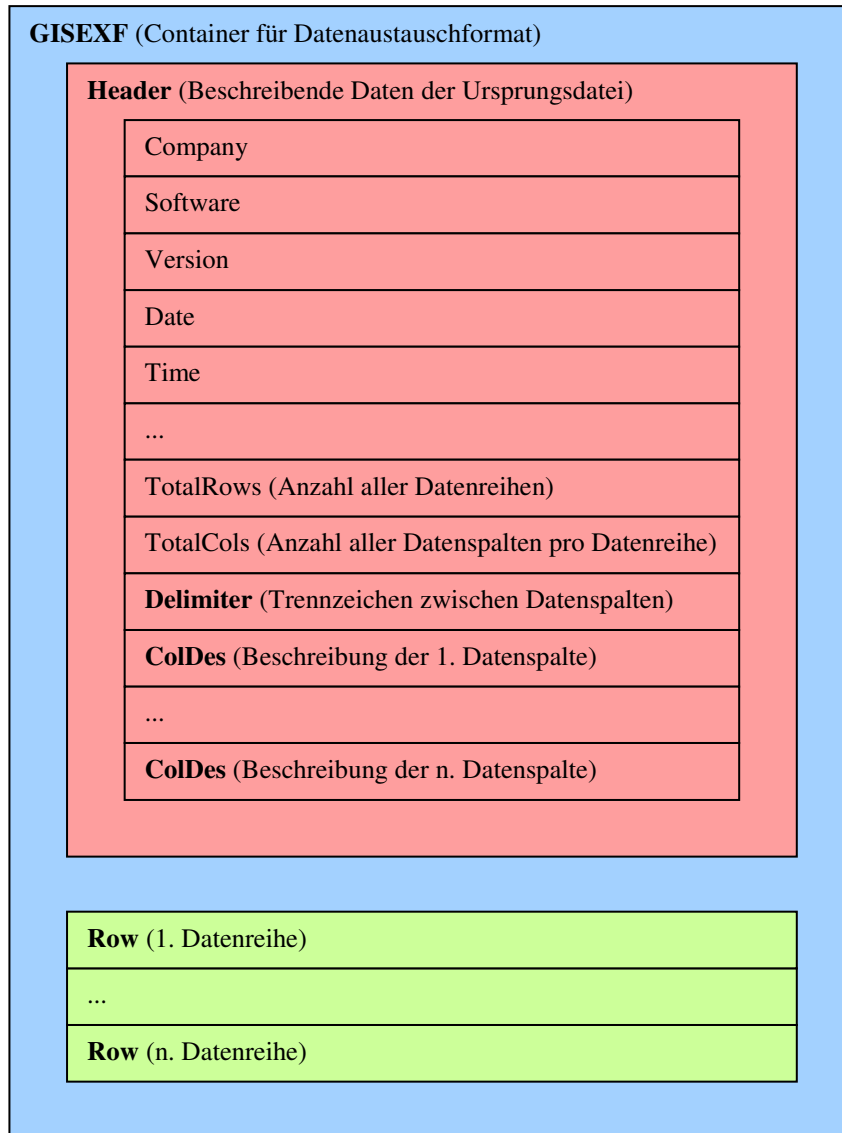 GISEXF (Container für Datenaustauschformat)
Header (Beschreibende Daten der Ursprungsdatei)
Company
Software
Version
Date
Time
...
TotalRows (Anzahl aller Datenreihen)
TotalCols (Anzahl aller Datenspalten pro Datenreihe)
Delimiter (Trennzeichen zwischen Datenspalten)
ColDes (Beschreibung der 1. Datenspalte)
...
ColDes (Beschreibung der n. Datenspalte)
Row (1. Datenreihe)
...
Row (n. Datenreihe)